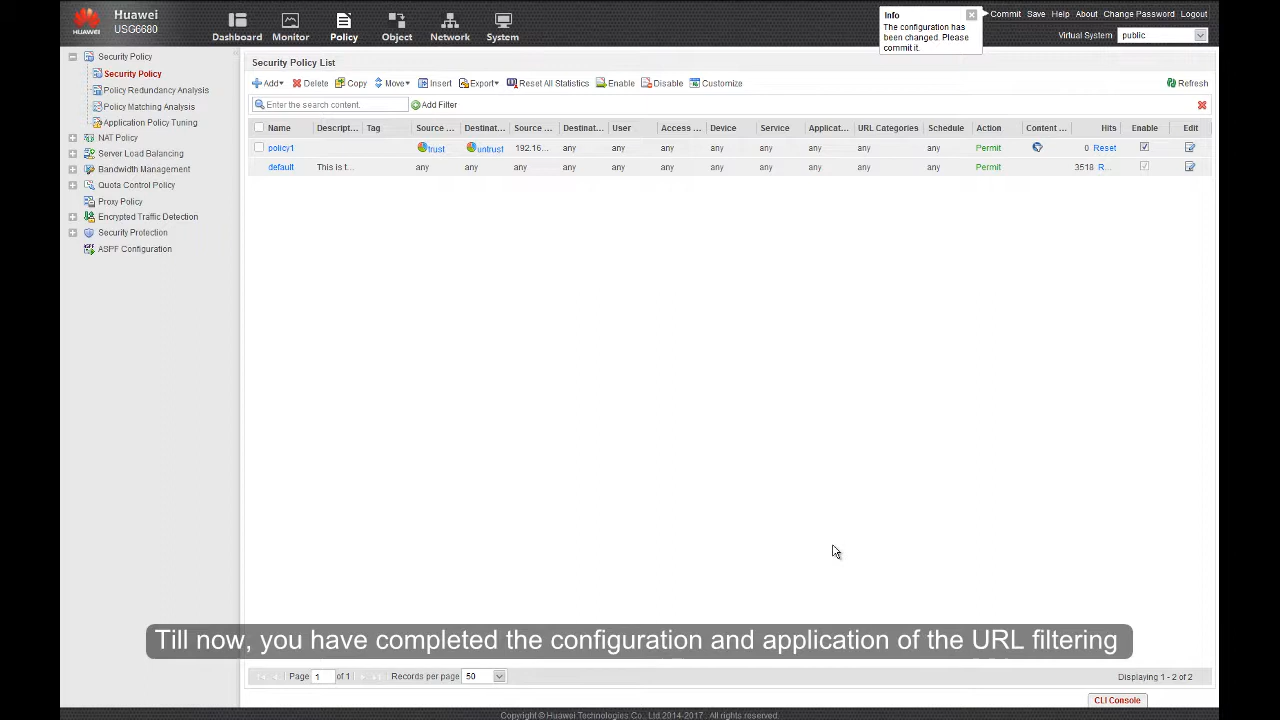 Huawei
USG6680
HUAWEI
Dashboard
Monitor
Policy
Object
Network
System
Info
The configuration has
been changed. Please
commit it.
Commit Save Help About Change Password Logout
Virtual System public
Security Policy
Security Policy
Policy Redundancy Analysis
Policy Matching Analysis
Application Policy Tuning
NAT Policy
Server Load Balancing
Bandwidth Management
Quota Control Policy
Proxy Policy
Encrypted Traffic Detection
Security Protection
ASPF Configuration
Security Policy List
Add Delete Copy Move Insert Export Reset All Statistics Enable Disable Customize Refresh
Enter the search content. Add Filter
Name Descript... Tag Source ... Destinat... Source ... Destinat... User Access ... Device Service Applicat... URL Categories Schedule Action Content ... Hits Enable Edit
policy1 trust untrust 192.16... any any any any any any any any Permit 0 Reset
default This is t... any any any any any any any any any any any Permit 3518 R...
Till now, you have completed the configuration and application of the URL filtering
Page 1 of 1 Records per page 50 Displaying 1 - 2 of 2
CLI Console
Copyright © Huawei Technologies Co., Ltd.2014-2017. All rights reserved.